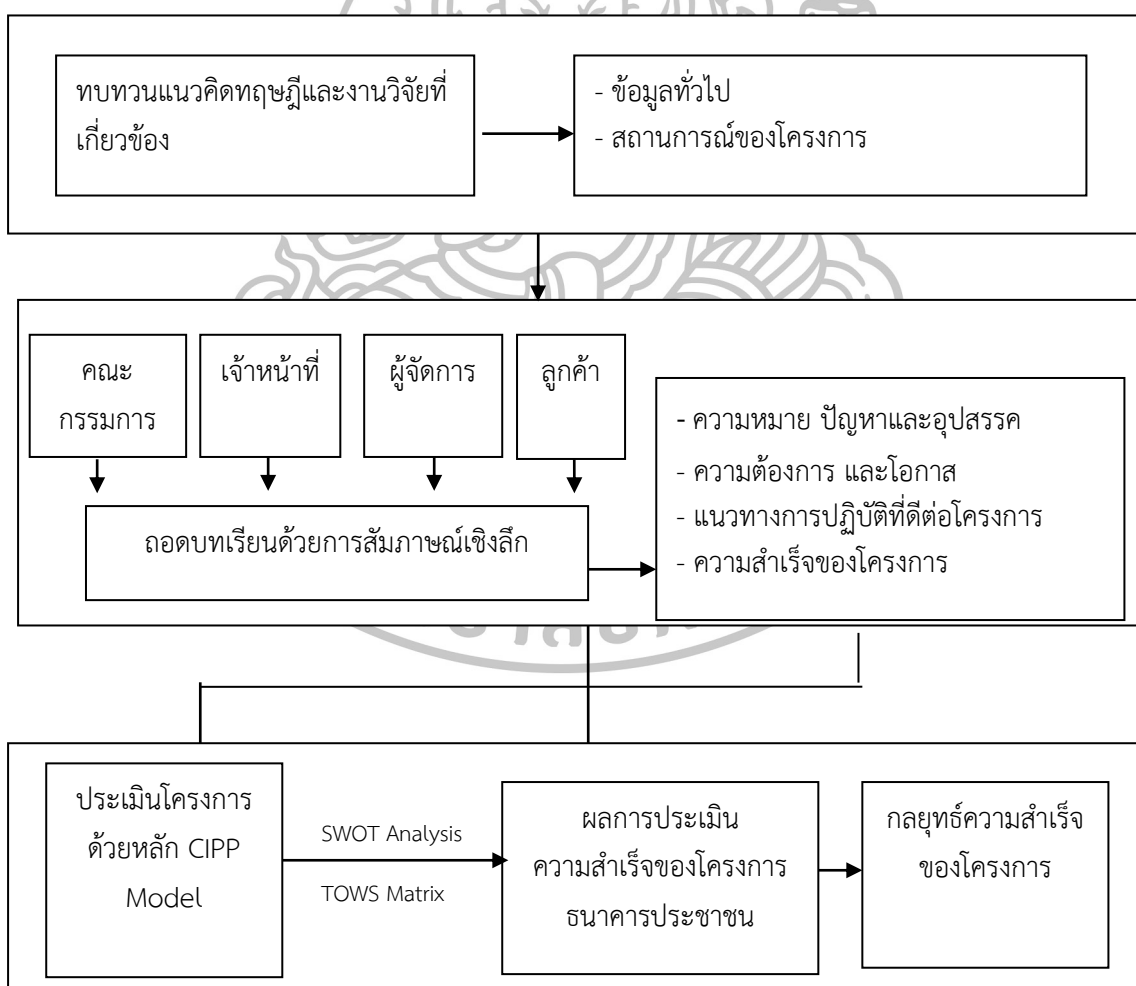 ทบทวนแนวคิดทฤษฎีและงานวิจัยที่
เกี่ยวข้อง
- ข้อมูลทั่วไป
- สถานการณ์ของโครงการ
คณะ
กรรมการ
เจ้าหน้าที่
ผู้จัดการ
ลูกค้า
ถอดบทเรียนด้วยการสัมภาษณ์เชิงลึก
- ความหมาย ปัญหาและอุปสรรค
- ความต้องการ และโอกาส
- แนวทางการปฏิบัติที่ดีต่อโครงการ
- ความสำเร็จของโครงการ
ประเมินโครงการ
ด้วยหลัก CIPP
Model
SWOT Analysis
TOWS Matrix
ผลการประเมิน
ความสำเร็จของโครงการ
ธนาคารประชาชน
กลยุทธ์ความสำเร็จ
ของโครงการ